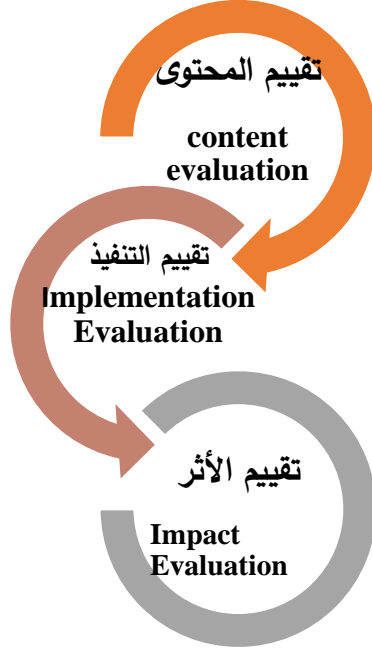 تقييم المحتوى
content
evaluation
تقييم التنفيذ
Implementation
Evaluation
تقييم الأثر
Impact
Evaluation